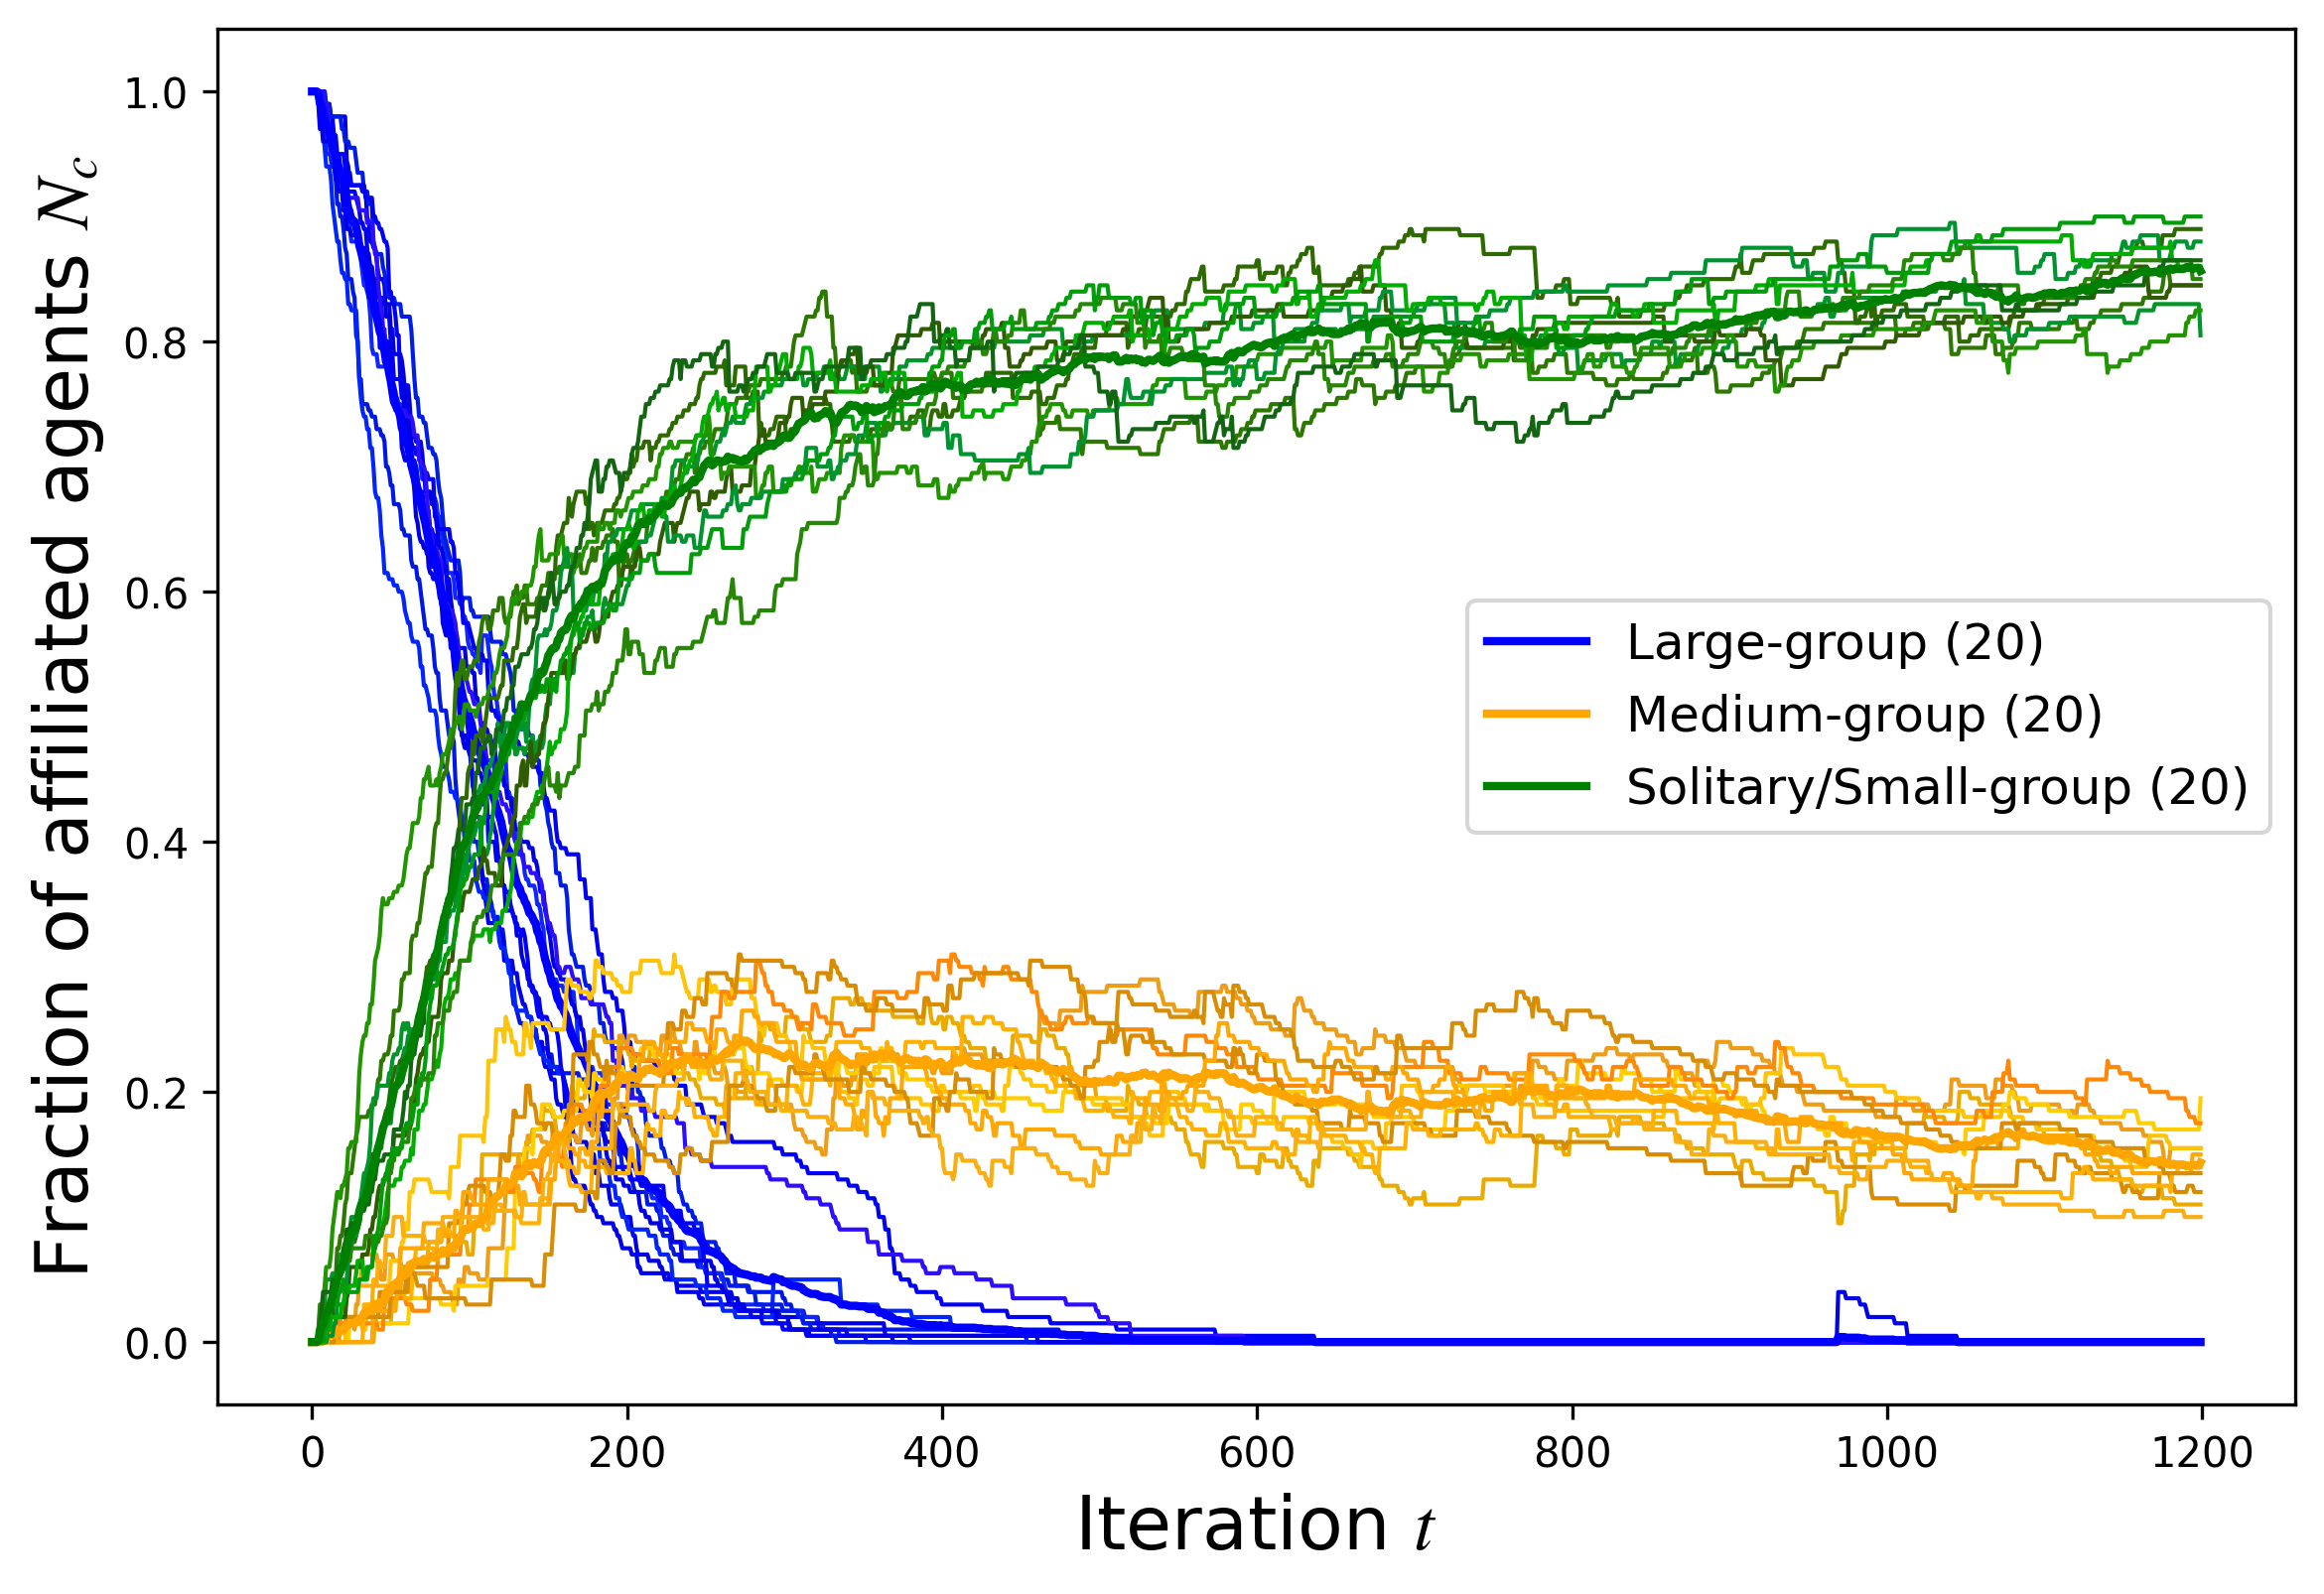 Fraction of affiliated agents N_c
1.0
0.8
0.6
0.4
0.2
0.0
Large-group (20)
Medium-group (20)
Solitary/Small-group (20)
0 200 400 600 800 1000 1200
Iteration t